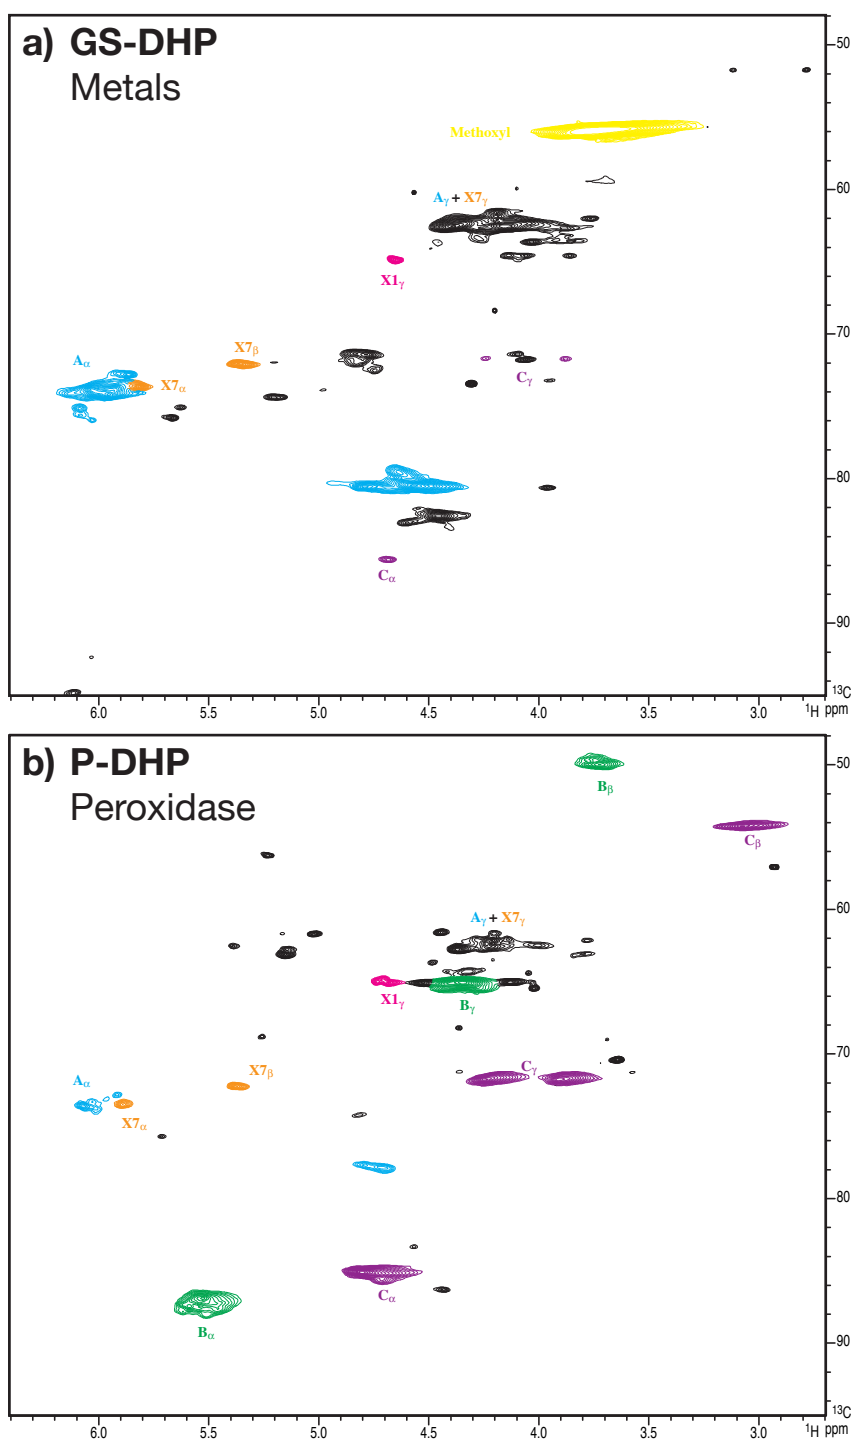 a) GS-DHP
Metals
50
Methoxyl
60
Aγ + X7γ
X1γ
70
X7β
Aα
X7α
Cγ
80
Cα
90
¹³C
6.0 5.5 5.0 4.5 4.0 3.5 3.0 ¹H ppm
b) P-DHP
Peroxidase
50
Bβ
Cβ
60
Aγ + X7γ
X1γ
Bγ
70
Cγ
X7β
Aα
X7α
80
Cα
Bα
90
¹³C
6.0 5.5 5.0 4.5 4.0 3.5 3.0 ¹H ppm